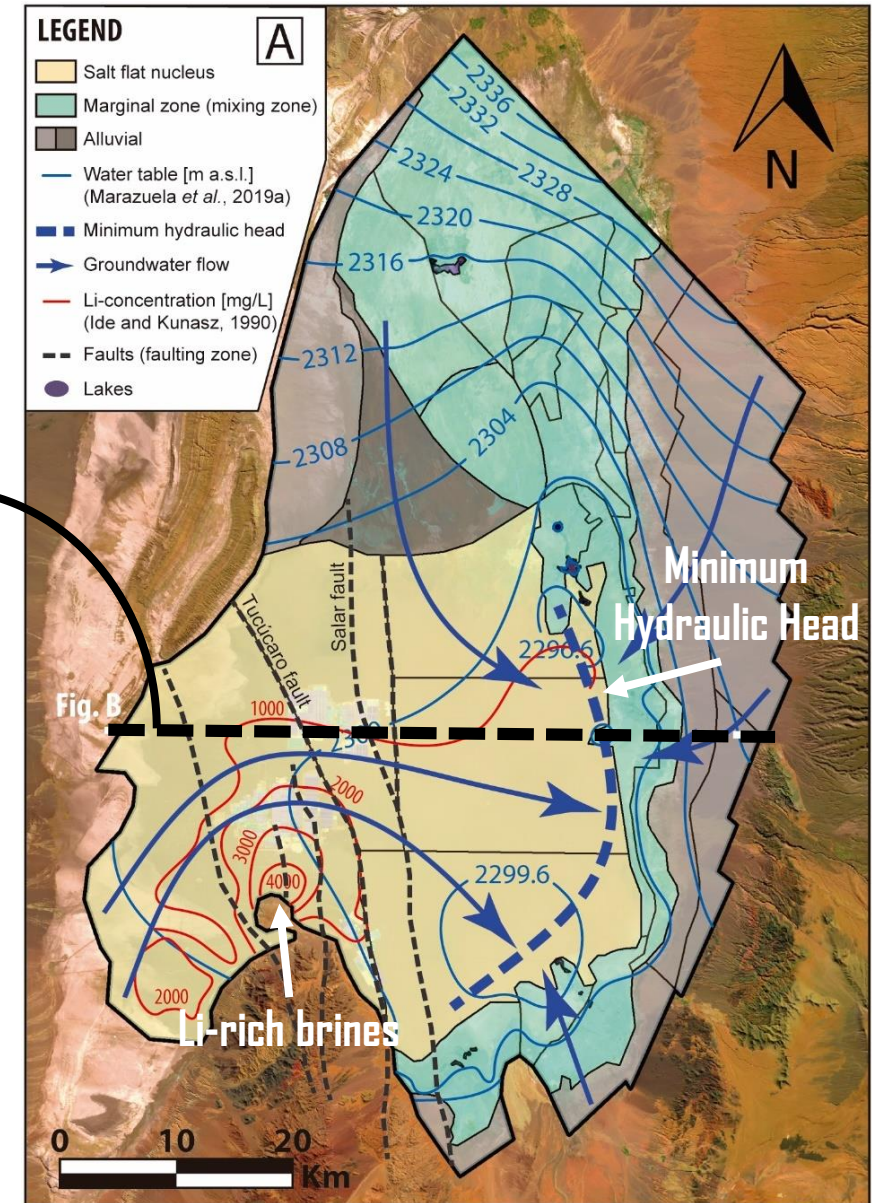 LEGEND
A
Salt flat nucleus
Marginal zone (mixing zone)
Alluvial
Water table [m a.s.l.]
(Marazuela et al., 2019a)
Minimum hydraulic head
Groundwater flow
Li-concentration [mg/L]
(Ide and Kunasz, 1990)
Faults (faulting zone)
Lakes
N
2336
2332
2328
2324
2320
2316
2312
2308
2304
Minimum
Hydraulic Head
Salar fault
Tucúcaro fault
2296.6
Fig. B
1000
2300
2000
3000
4000
2299.6
2000
Li-rich brines
0 10 20
Km